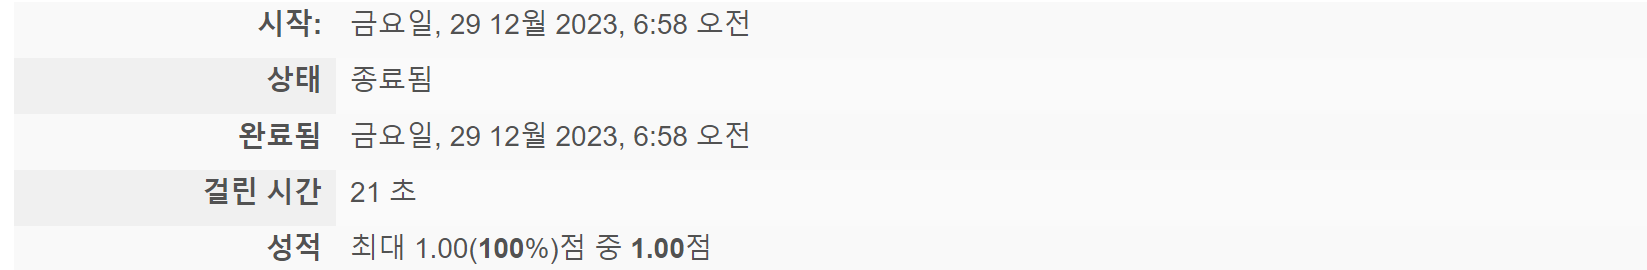 시작: 금요일, 29 12월 2023, 6:58 오전
상태 종료됨
완료됨 금요일, 29 12월 2023, 6:58 오전
걸린 시간 21 초
성적 최대 1.00(100%)점 중 1.00점